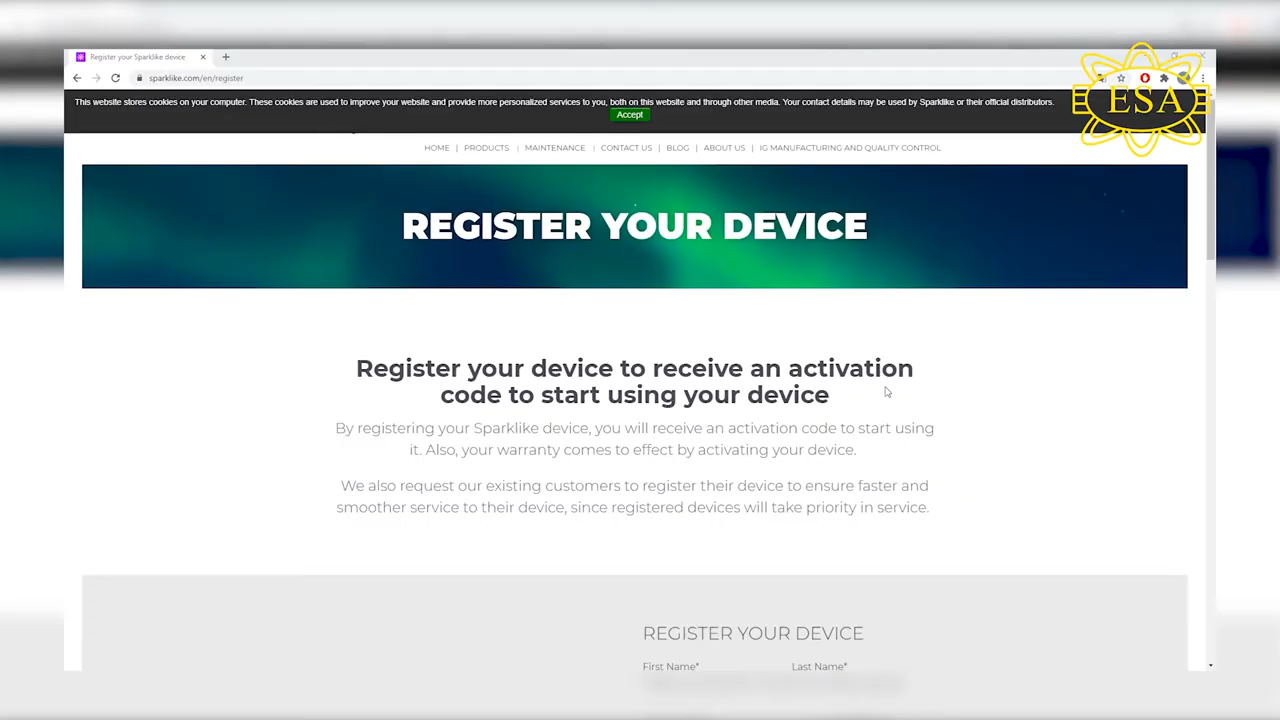 Register your Sparklike device
sparklike.com/en/register
This website stores cookies on your computer. These cookies are used to improve your website and provide more personalized services to you, both on this website and through other media. Your contact details may be used by Sparklike or their official distributors.
Accept
ESA
HOME | PRODUCTS | MAINTENANCE | CONTACT US | BLOG | ABOUT US | IG MANUFACTURING AND QUALITY CONTROL
REGISTER YOUR DEVICE
Register your device to receive an activation
code to start using your device
By registering your Sparklike device, you will receive an activation code to start using
it. Also, your warranty comes to effect by activating your device.
We also request our existing customers to register their device to ensure faster and
smoother service to their device, since registered devices will take priority in service.
REGISTER YOUR DEVICE
First Name* Last Name*